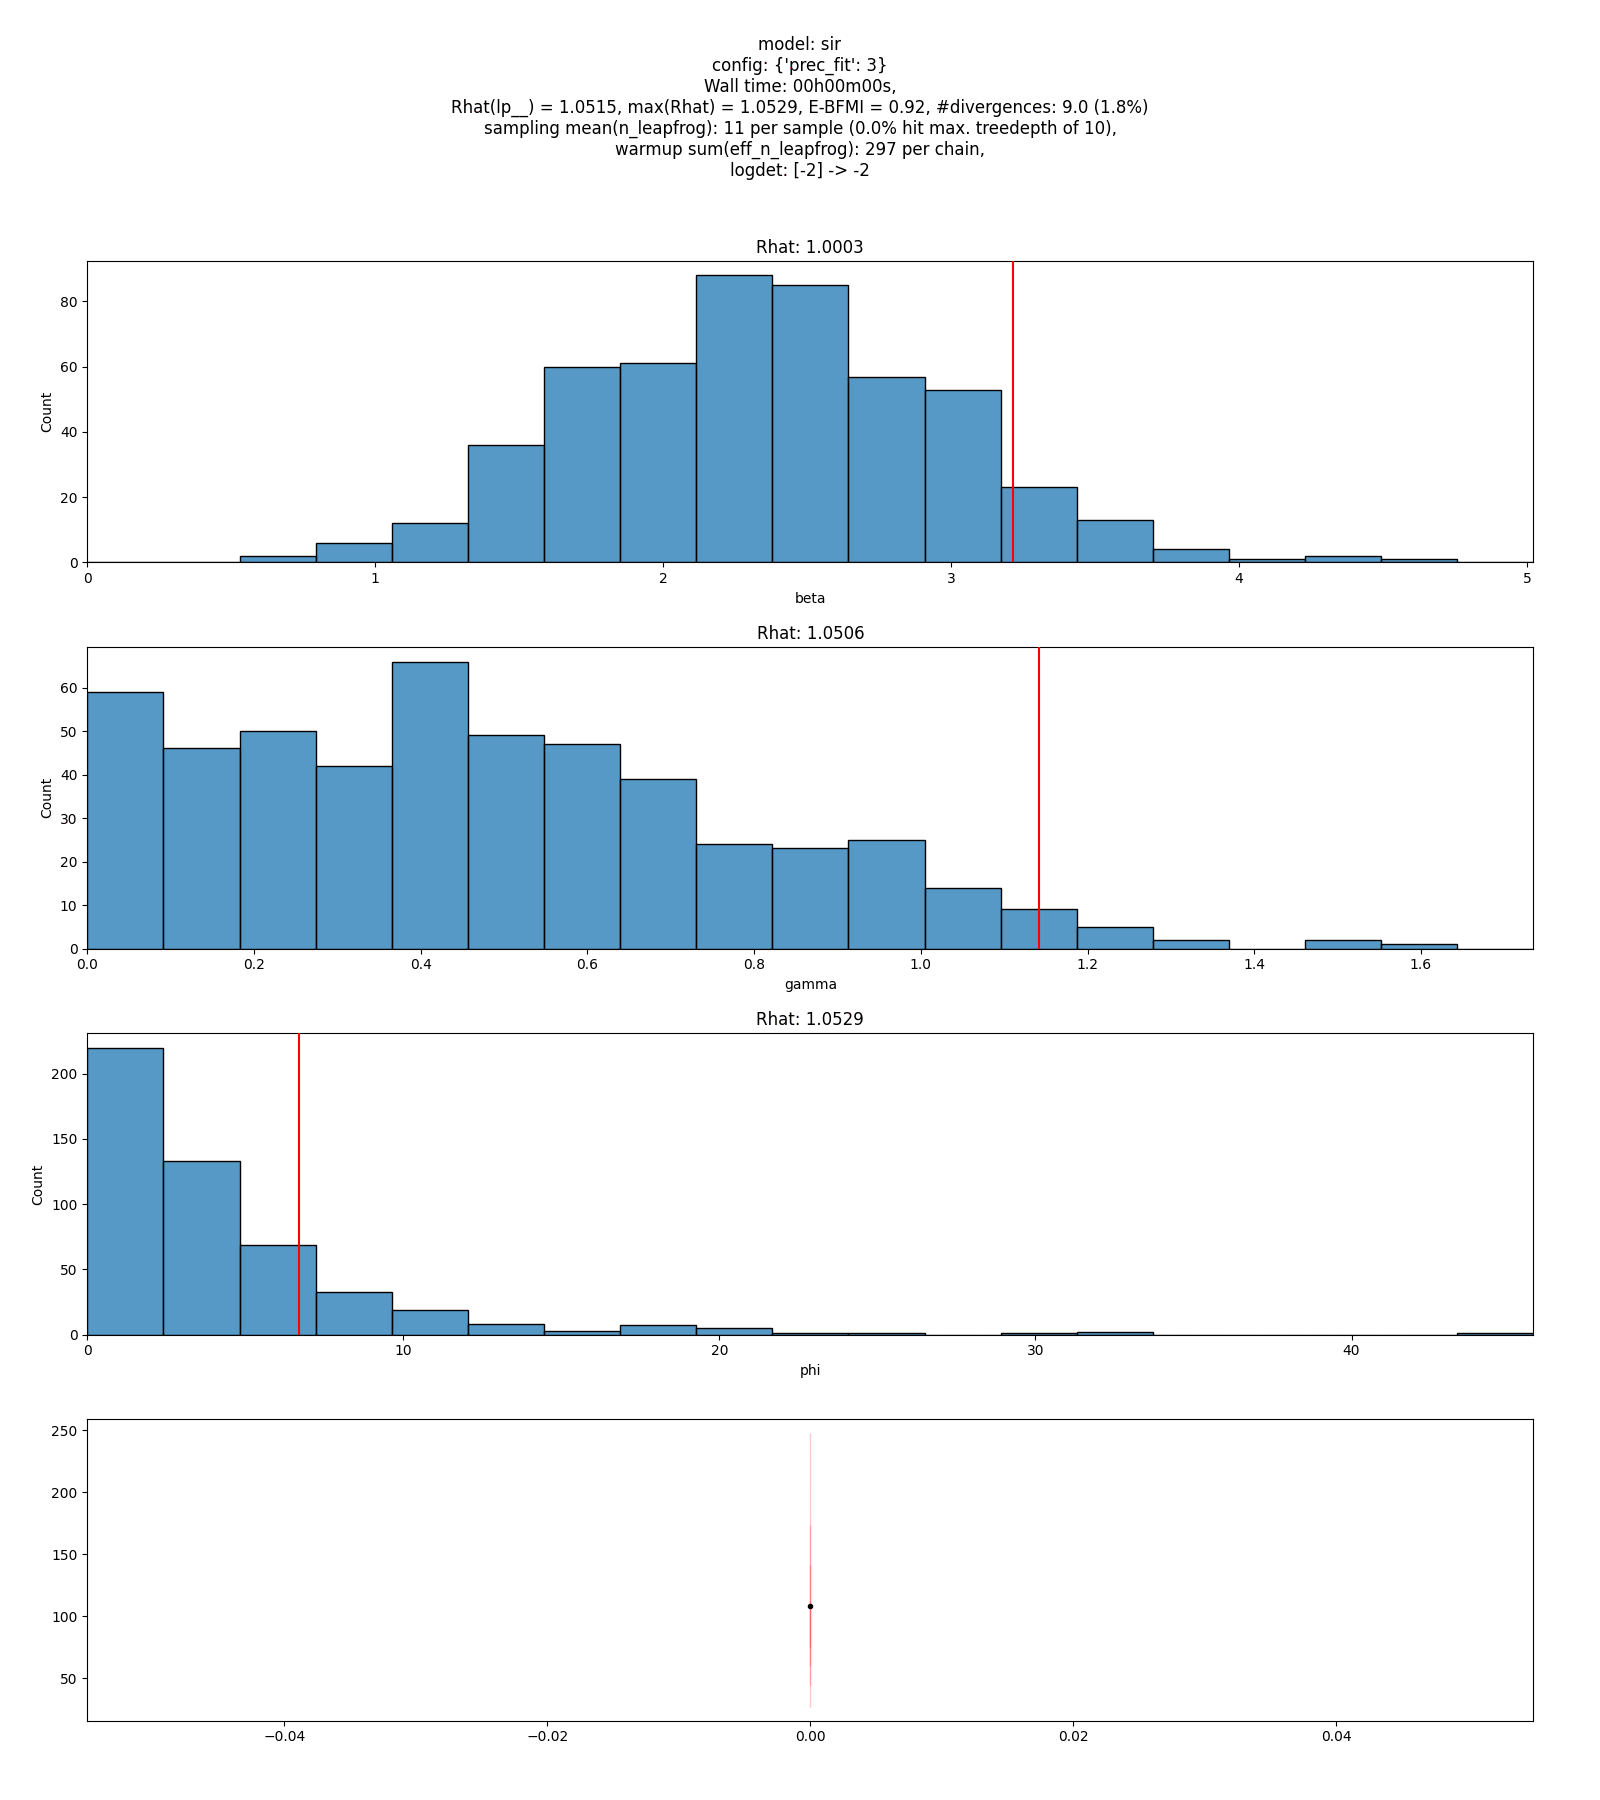 model: sir
config: {'prec_fit': 3}
Wall time: 00h00m00s,
Rhat(lp__) = 1.0515, max(Rhat) = 1.0529, E-BFMI = 0.92, #divergences: 9.0 (1.8%)
sampling mean(n_leapfrog): 11 per sample (0.0% hit max. treedepth of 10),
warmup sum(eff_n_leapfrog): 297 per chain,
logdet: [-2] -> -2
Rhat: 1.0003
80
60
40
20
0
Count
0 1 2 3 4 5
beta
Rhat: 1.0506
60
50
40
30
20
10
0
Count
0.0 0.2 0.4 0.6 0.8 1.0 1.2 1.4 1.6
gamma
Rhat: 1.0529
200
150
100
50
0
Count
0 10 20 30 40
phi
250
200
150
100
50
−0.04 −0.02 0.00 0.02 0.04